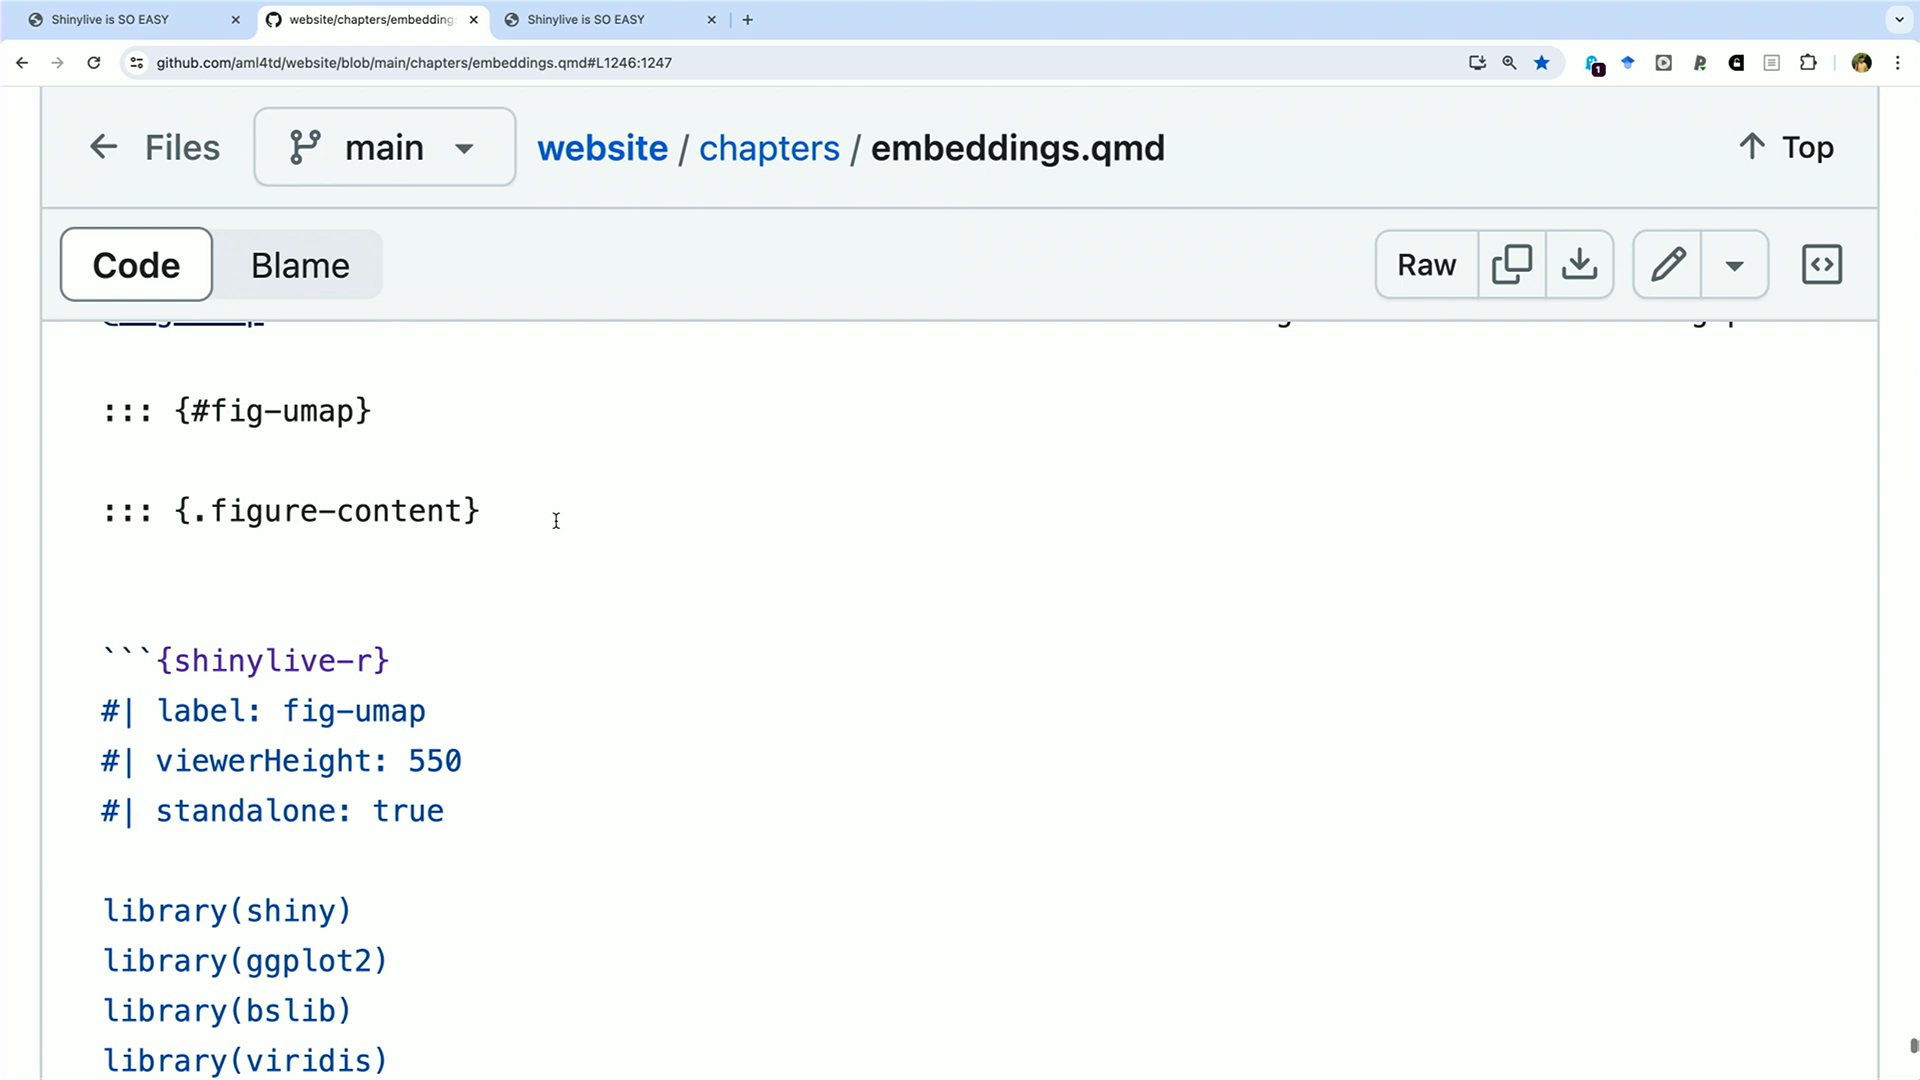 Shinylive is SO EASY
website/chapters/embedding
Shinylive is SO EASY
github.com/aml4td/website/blob/main/chapters/embeddings.qmd#L1246:1247
1
Files
main
website / chapters / embeddings.qmd
Top
Code
Blame
Raw
::: {#fig-umap}
::: {.figure-content}
```{shinylive-r}
#| label: fig-umap
#| viewerHeight: 550
#| standalone: true
library(shiny)
library(ggplot2)
library(bslib)
library(viridis)